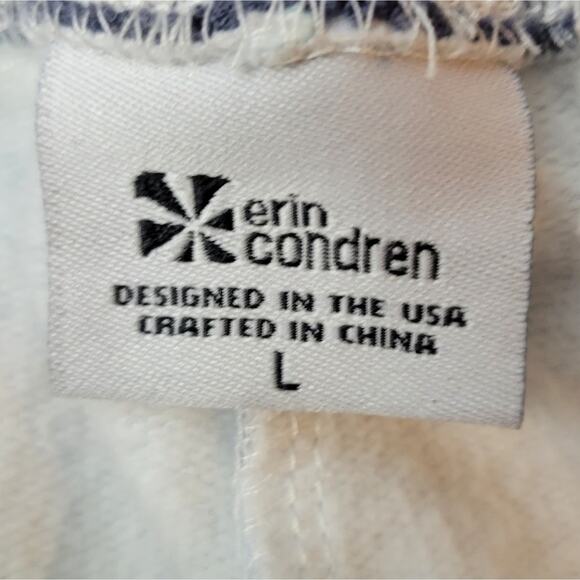 erin
condren
DESIGNED IN THE USA
CRAFTED IN CHINA
L